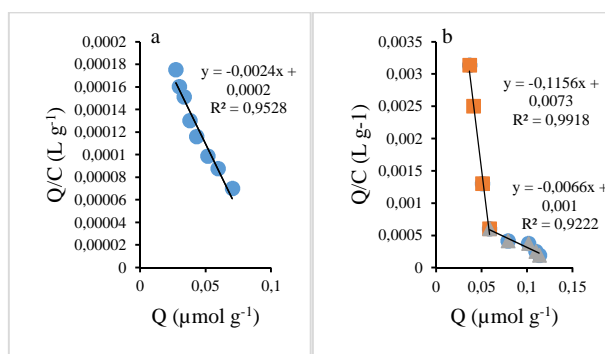 a
0,0002
0,00018
0,00016
0,00014
0,00012
0,0001
0,00008
0,00006
0,00004
0,00002
0
Q/C (L g-1)
y = -0,0024x +
0,0002
R² = 0,9528
0
0,05
0,1
Q (µmol g-1)
b
0,0035
0,003
0,0025
0,002
0,0015
0,001
0,0005
0
Q/C (L g-1)
y = -0,1156x +
0,0073
R² = 0,9918
y = -0,0066x +
0,001
R² = 0,9222
0
0,05
0,1
0,15
Q (µmol g-1)